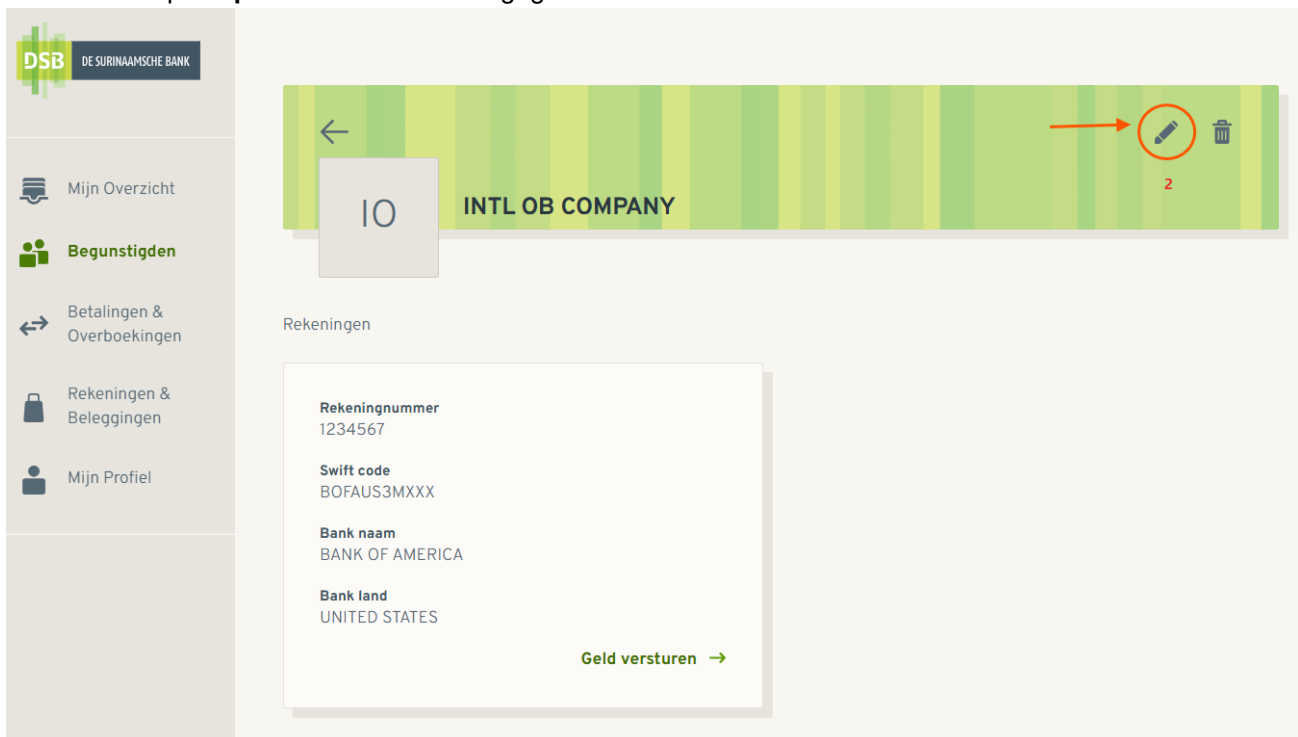 DSB DE SURINAAMSCHE BANK
2
IO
INTL OB COMPANY
Mijn Overzicht
Begunstigden
Betalingen &
Overboekingen
Rekeningen &
Beleggingen
Mijn Profiel
Rekeningen
Rekeningnummer
1234567
Swift code
BOFAUS3MXXX
Bank naam
BANK OF AMERICA
Bank land
UNITED STATES
Geld versturen →